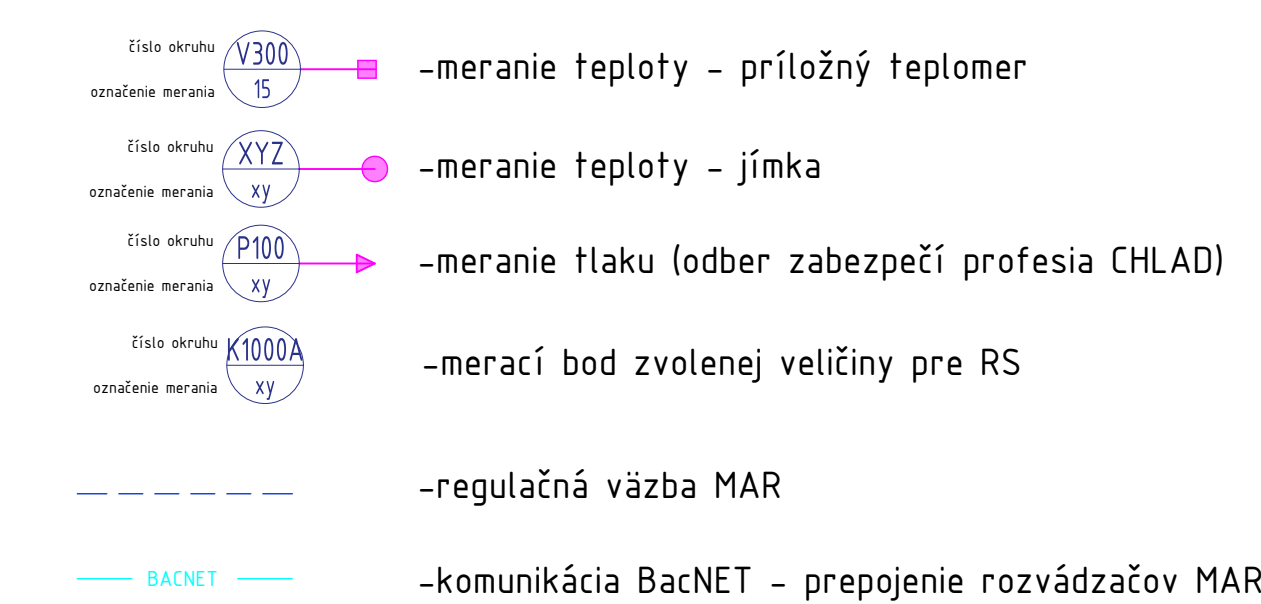 číslo okruhu V300 -meranie teploty - príložný teplomer
označenie merania 15
číslo okruhu XYZ -meranie teploty - jímka
označenie merania xy
číslo okruhu P100 -meranie tlaku (odber zabezpečí profesia CHLAD)
označenie merania xy
číslo okruhu K1000A -merací bod zvolenej veličiny pre RS
označenie merania xy
-regulačná väzba MAR
BACNET -komunikácia BacNET - prepojenie rozvádzačov MAR